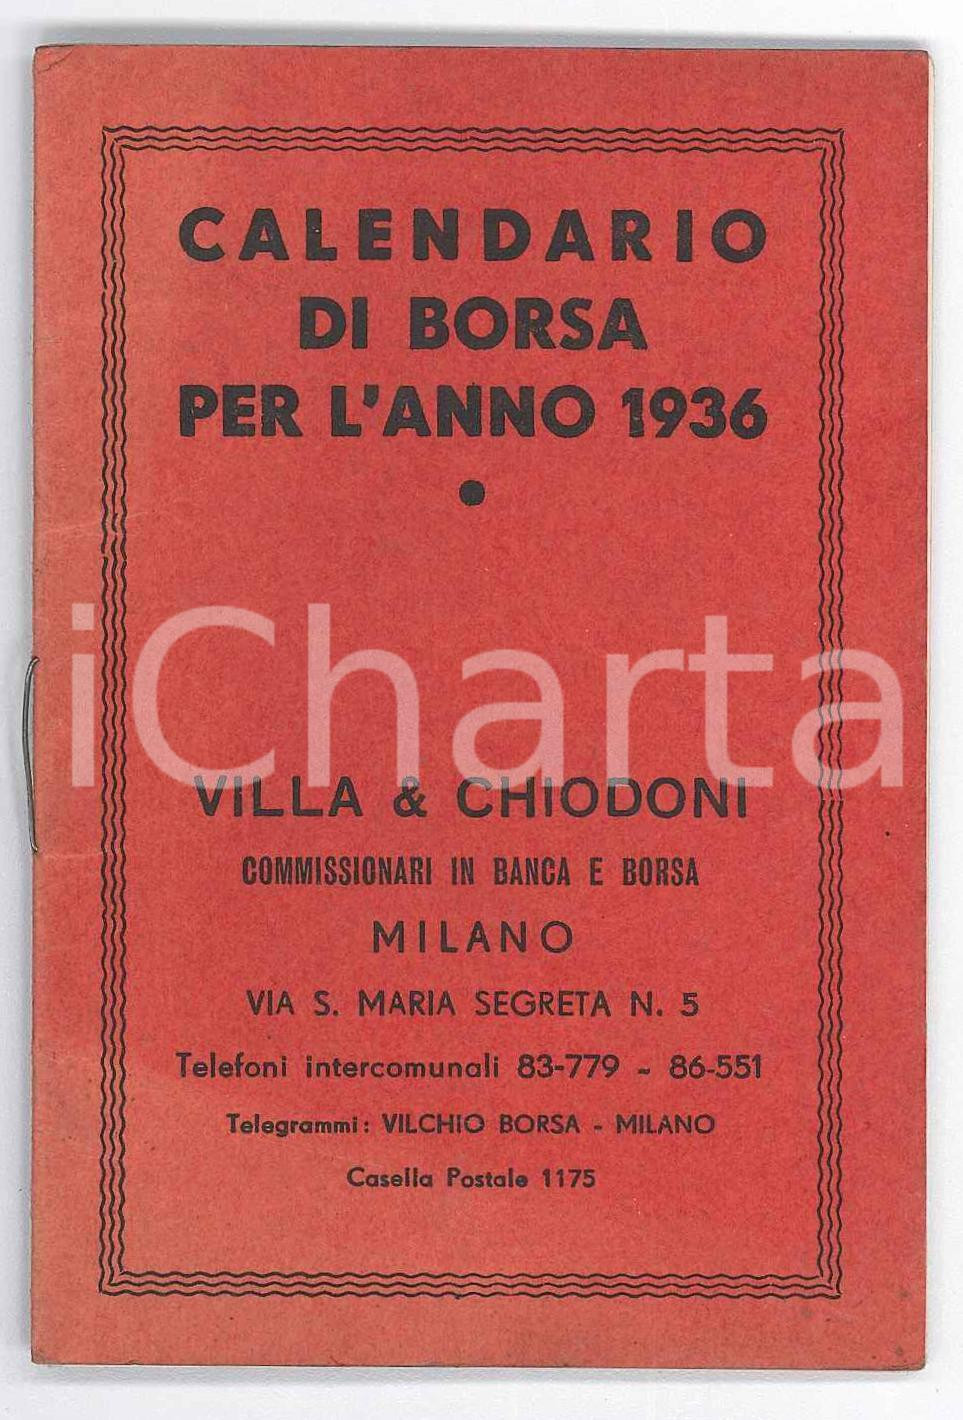 CALENDARIO
DI BORSA
PER L'ANNO 1936
iCharta
VILLA & CHIODONI
COMMISSIONARI IN BANCA E BORSA
MILANO
VIA S. MARIA SEGRETA N. 5
Telefoni intercomunali 83-779 - 86-551
Telegrammi: VILCHIO BORSA - MILANO
Casella Postale 1175